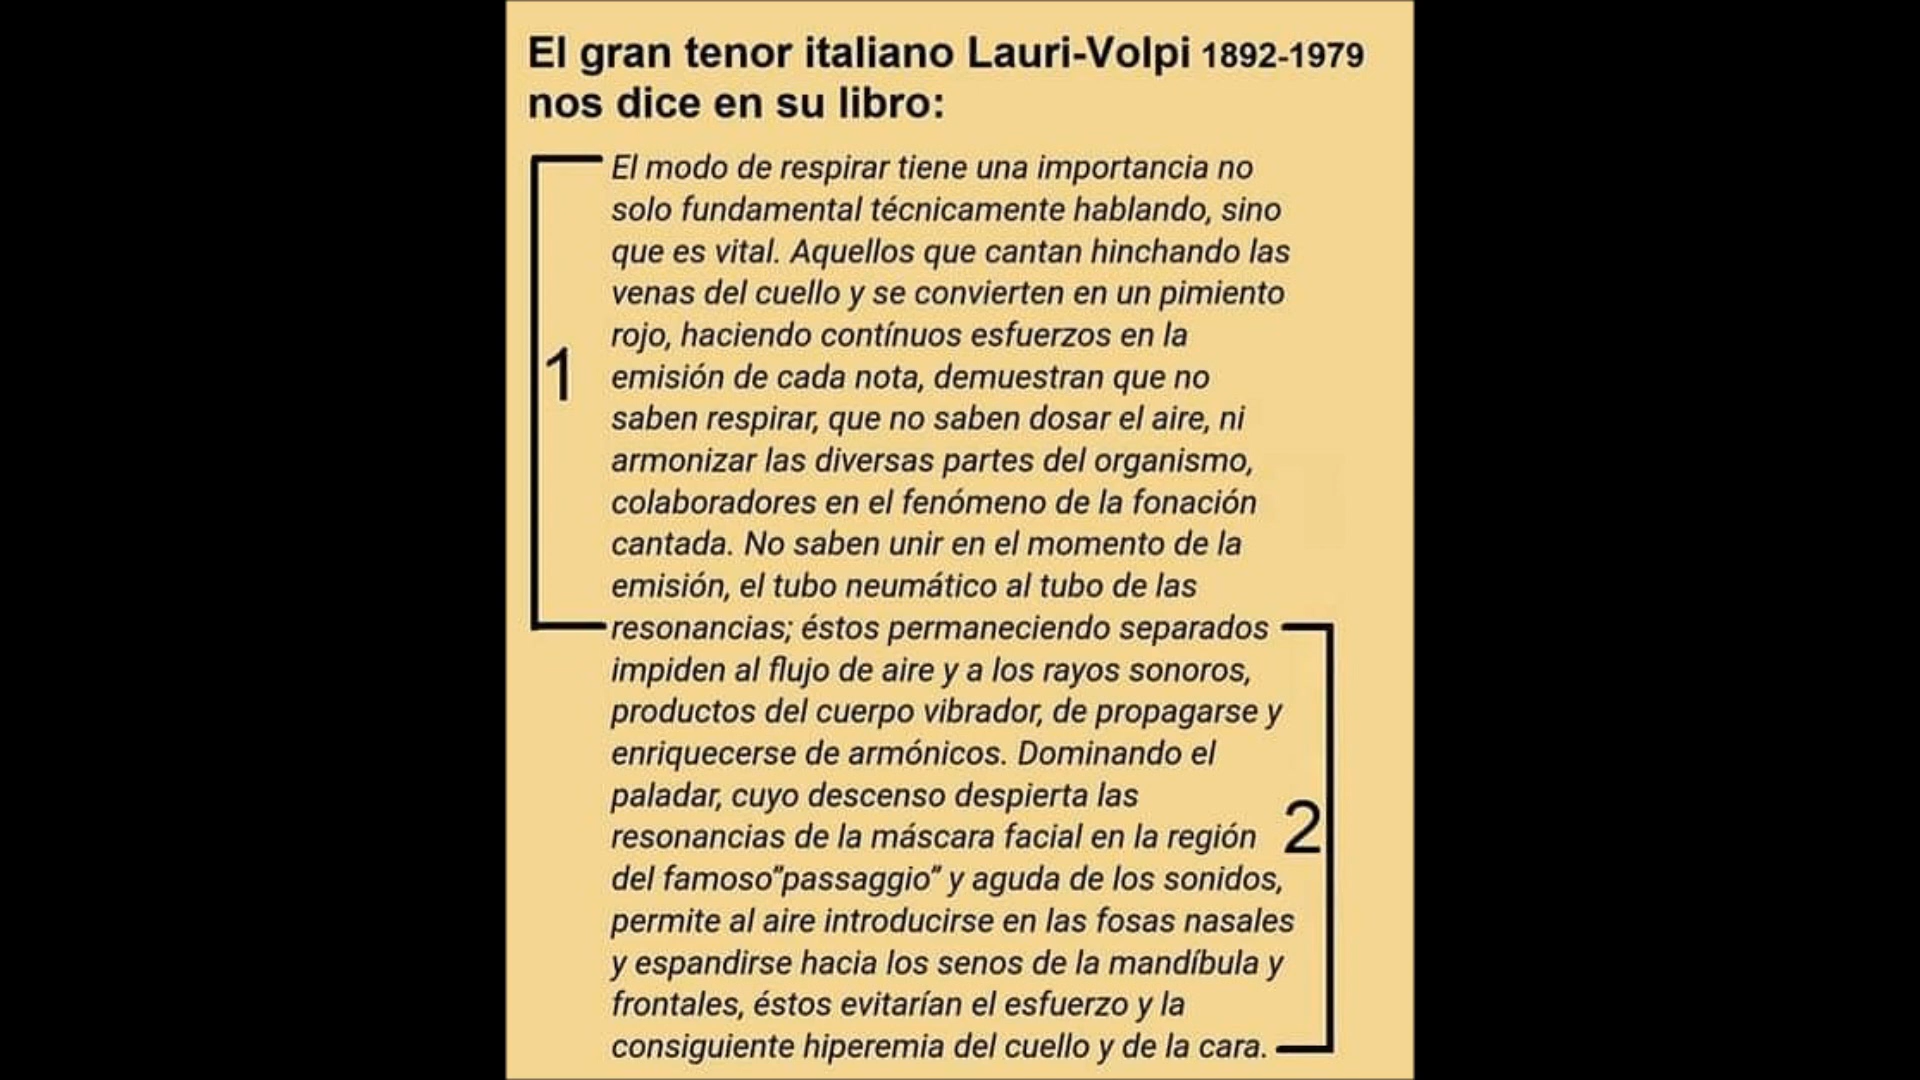 El gran tenor italiano Lauri-Volpi 1892-1979
nos dice en su libro:
El modo de respirar tiene una importancia no
solo fundamental técnicamente hablando, sino
que es vital. Aquellos que cantan hinchando las
venas del cuello y se convierten en un pimiento
rojo, haciendo contínuos esfuerzos en la
1
emisión de cada nota, demuestran que no
saben respirar, que no saben dosar el aire, ni
armonizar las diversas partes del organismo,
colaboradores en el fenómeno de la fonación
cantada. No saben unir en el momento de la
emisión, el tubo neumático al tubo de las
resonancias; éstos permaneciendo separados
impiden al flujo de aire y a los rayos sonoros,
productos del cuerpo vibrador, de propagarse y
enriquecerse de armónicos. Dominando el
paladar, cuyo descenso despierta las
resonancias de la máscara facial en la región
2
del famoso"passaggio" y aguda de los sonidos,
permite al aire introducirse en las fosas nasales
y espandirse hacia los senos de la mandíbula y
frontales, éstos evitarían el esfuerzo y la
consiguiente hiperemia del cuello y de la cara.